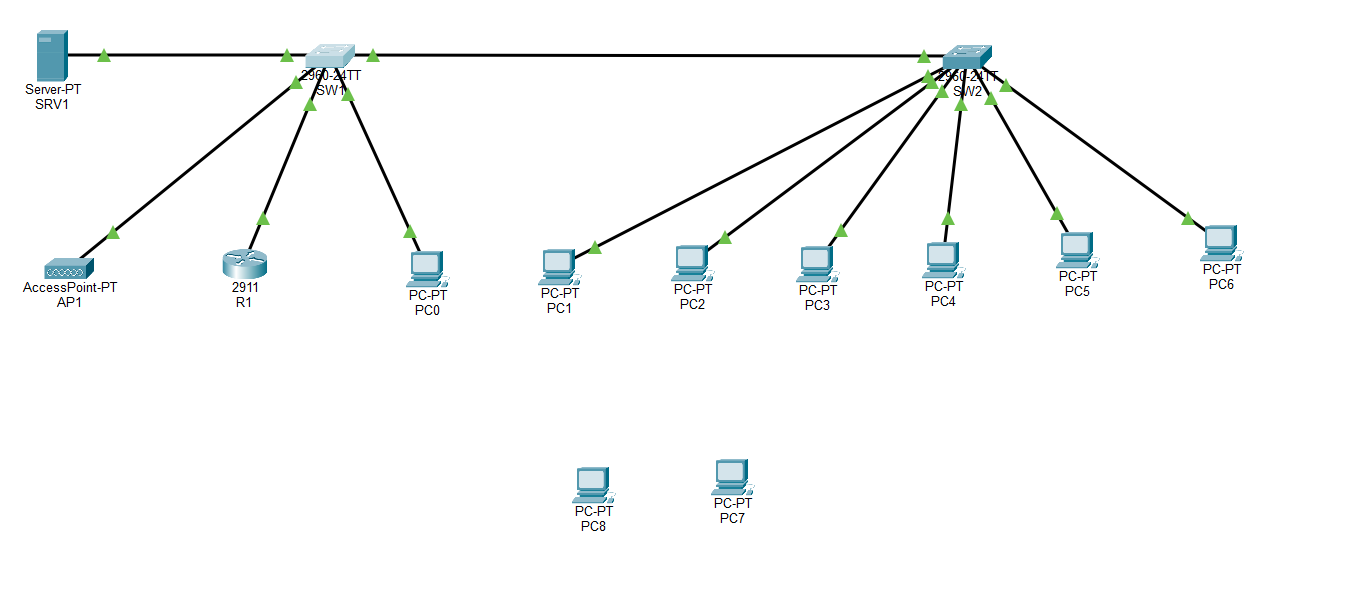 2960-24TT
SW1
2960-24TT
SW2
Server-PT
SRV1
AccessPoint-PT
AP1
2911
R1
PC-PT
PC0
PC-PT
PC1
PC-PT
PC2
PC-PT
PC3
PC-PT
PC4
PC-PT
PC5
PC-PT
PC6
PC-PT
PC8
PC-PT
PC7